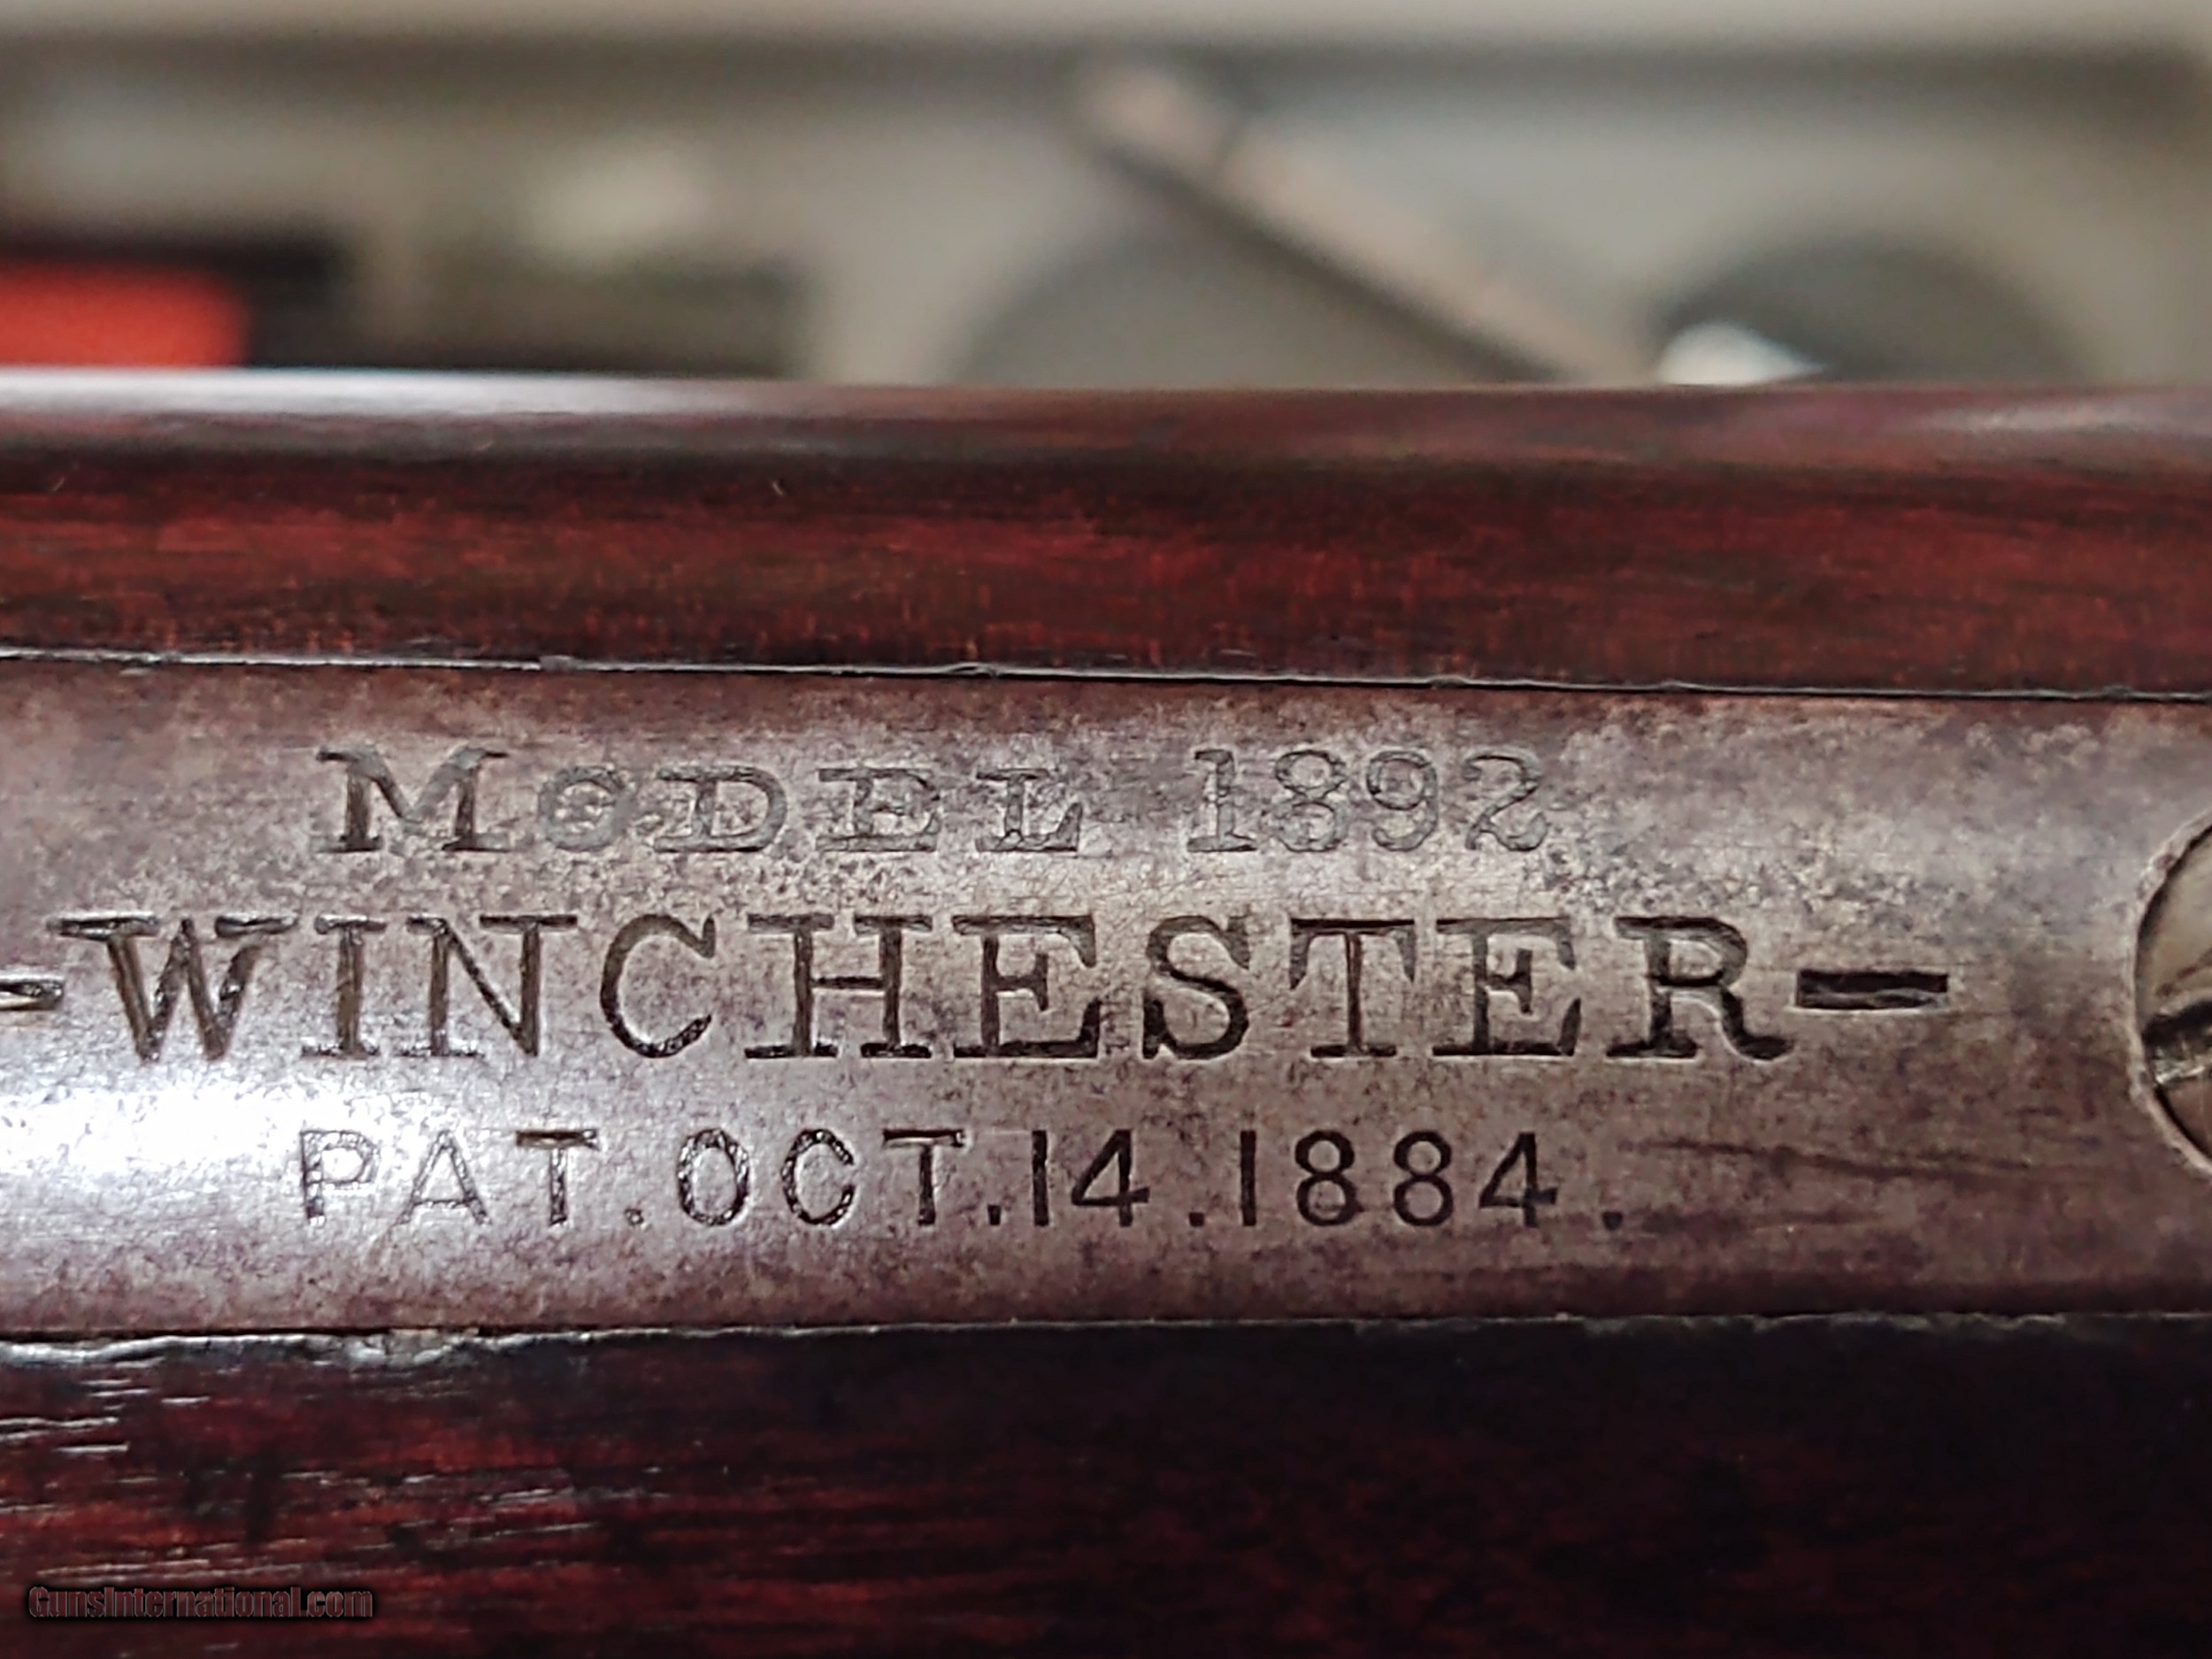 MODEL 1892
-WINCHESTER-
PAT. OCT. 14. 1884.
GunsInternational.com